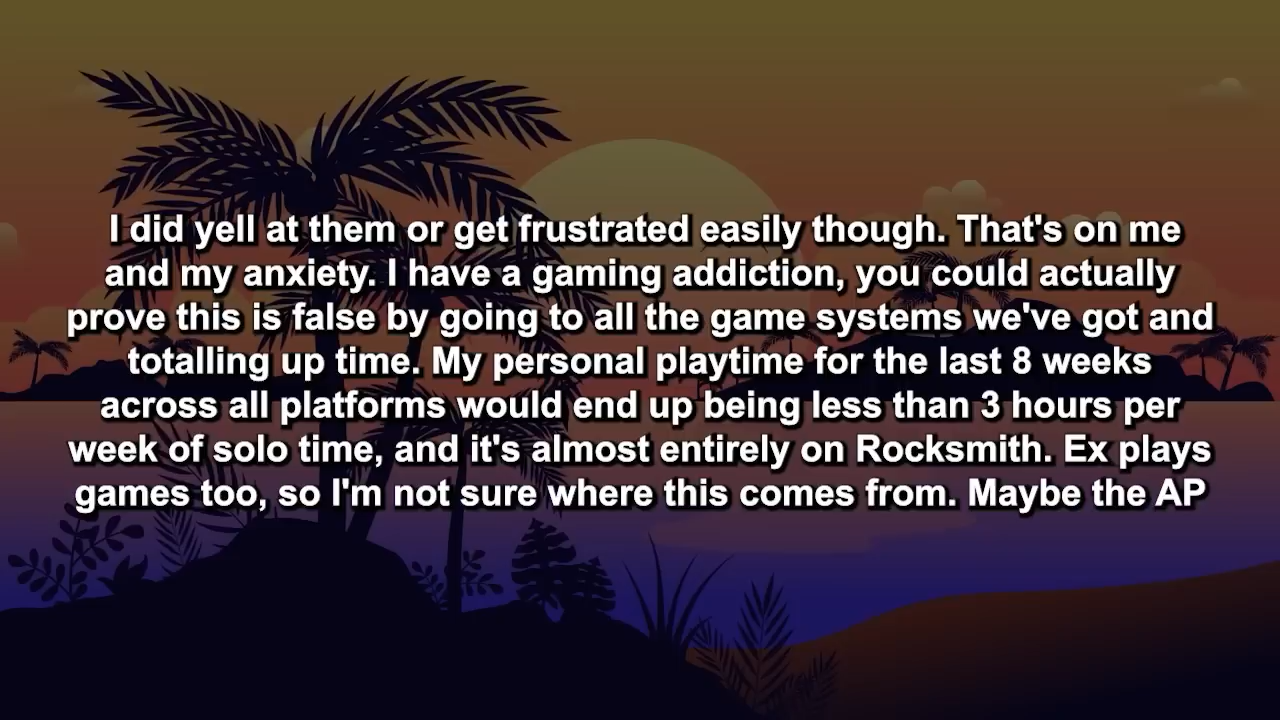 I did yell at them or get frustrated easily though. That's on me
and my anxiety. I have a gaming addiction, you could actually
prove this is false by going to all the game systems we've got and
totalling up time. My personal playtime for the last 8 weeks
across all platforms would end up being less than 3 hours per
week of solo time, and it's almost entirely on Rocksmith. Ex plays
games too, so I'm not sure where this comes from. Maybe the AP